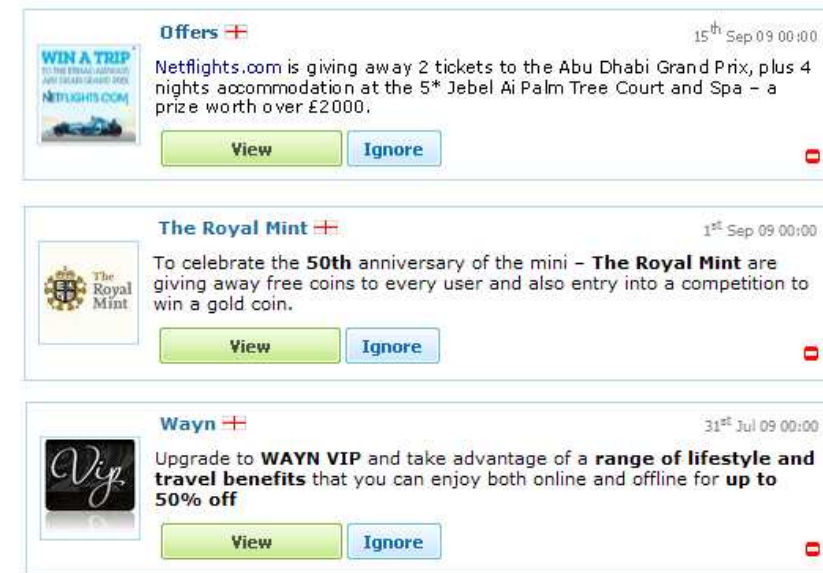 Offers
15th Sep 09 00:00
WIN A TRIP
NETFLIGHTS.COM
Netflights.com is giving away 2 tickets to the Abu Dhabi Grand Prix, plus 4
nights accommodation at the 5* Jebel Ai Palm Tree Court and Spa – a
prize worth over £2000.
View
Ignore
The Royal Mint
1st Sep 09 00:00
The
Royal
Mint
To celebrate the 50th anniversary of the mini – The Royal Mint are
giving away free coins to every user and also entry into a competition to
win a gold coin.
View
Ignore
Wayn
31st Jul 09 00:00
Vip
Upgrade to WAYN VIP and take advantage of a range of lifestyle and
travel benefits that you can enjoy both online and offline for up to
50% off
View
Ignore